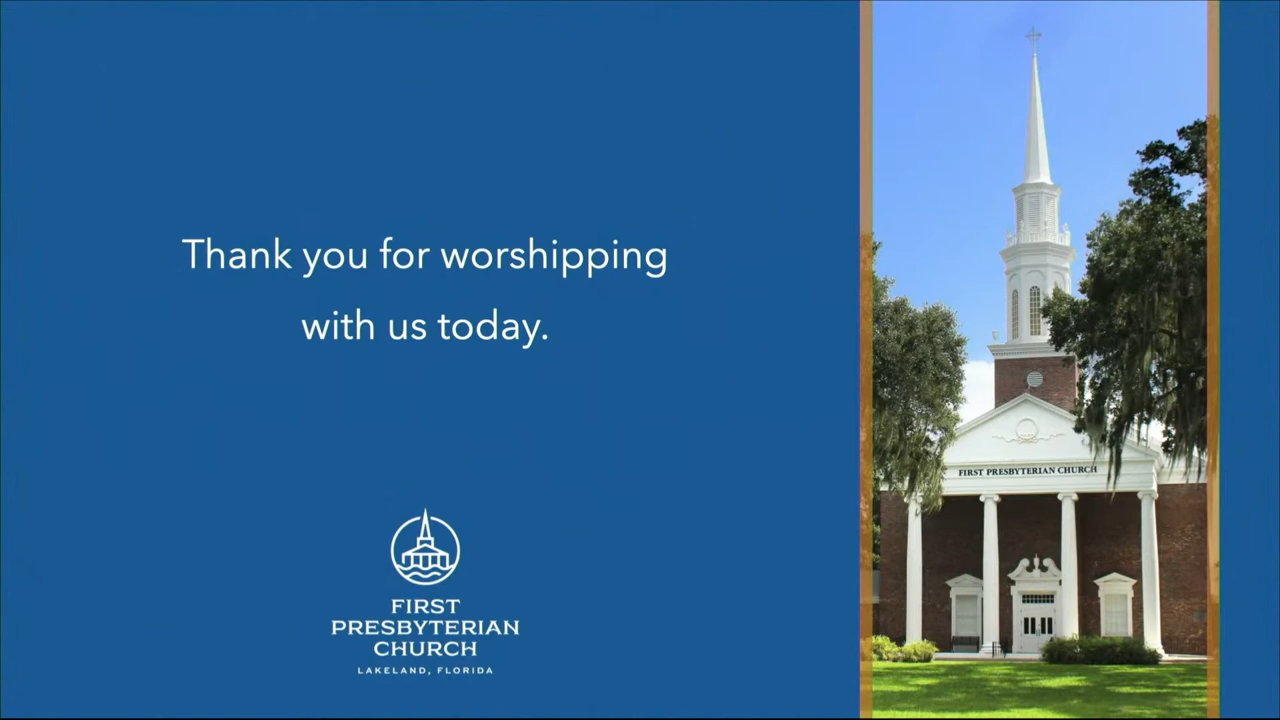 Thank you for worshipping
with us today.
FIRST
PRESBYTERIAN
CHURCH
LAKELAND, FLORIDA
FIRST PRESBYTERIAN CHURCH